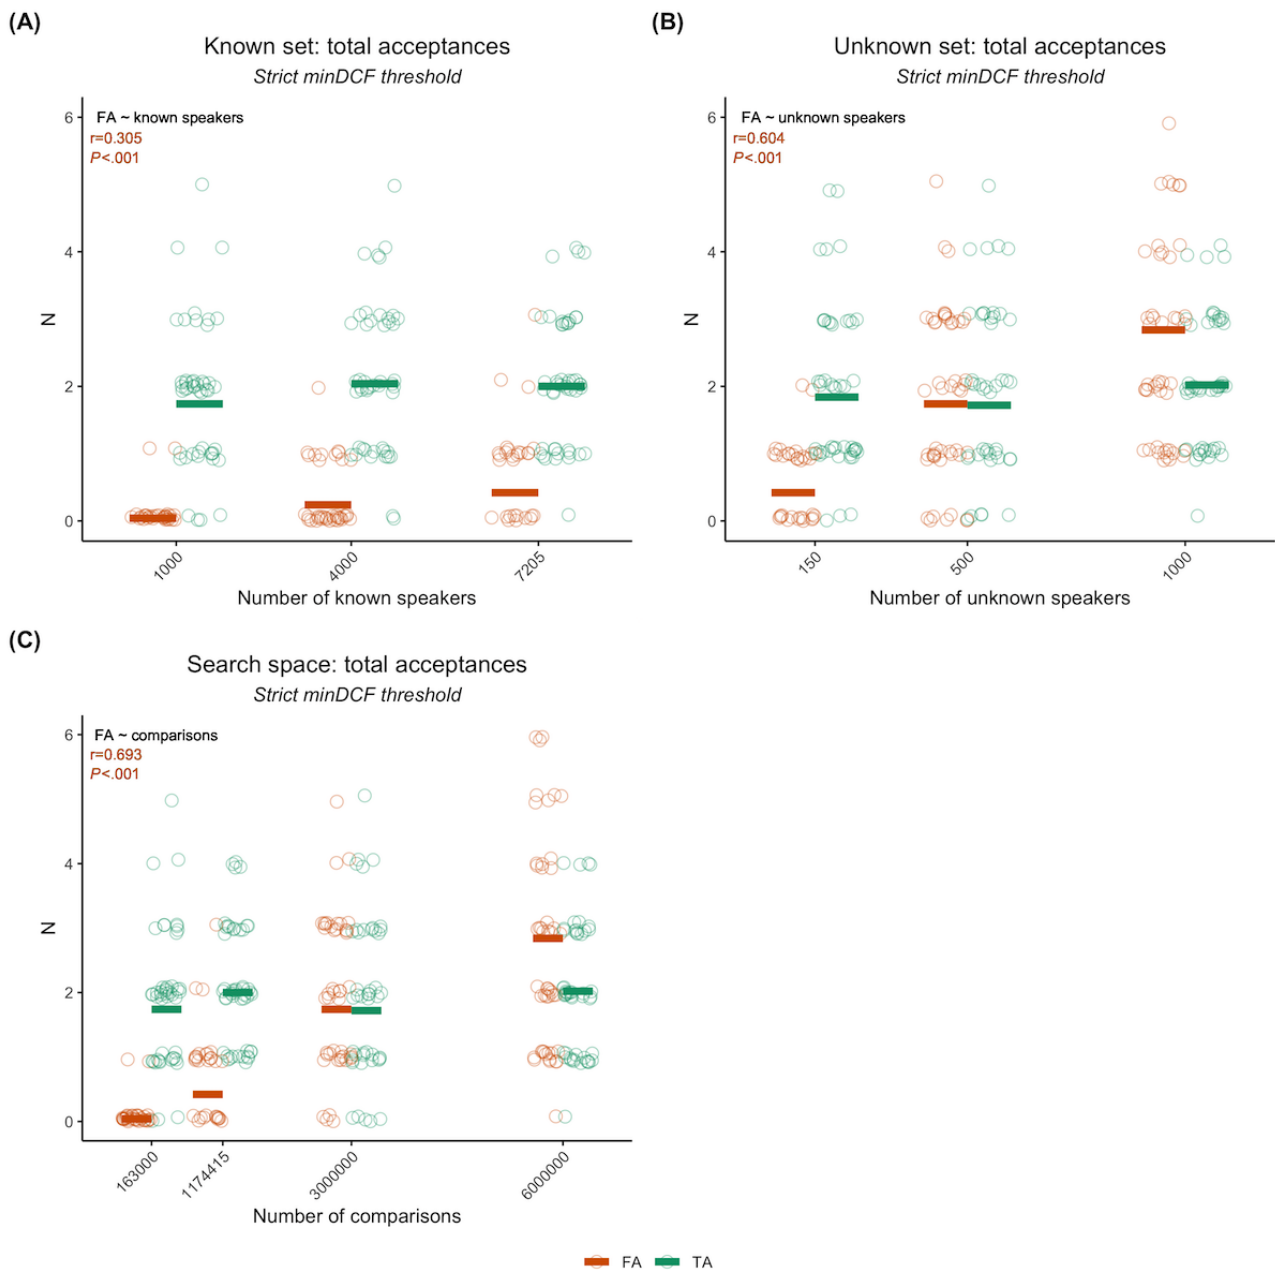 (A)
Known set: total acceptances
Strict minDCF threshold
FA ~ known speakers
r=0.305
P<.001
N
6
4
2
0
1000
4000
7205
Number of known speakers
(B)
Unknown set: total acceptances
Strict minDCF threshold
FA ~ unknown speakers
r=0.604
P<.001
N
6
4
2
0
150
500
1000
Number of unknown speakers
(C)
Search space: total acceptances
Strict minDCF threshold
FA ~ comparisons
r=0.693
P<.001
N
6
4
2
0
163000
1174415
3000000
6000000
Number of comparisons
FA
TA